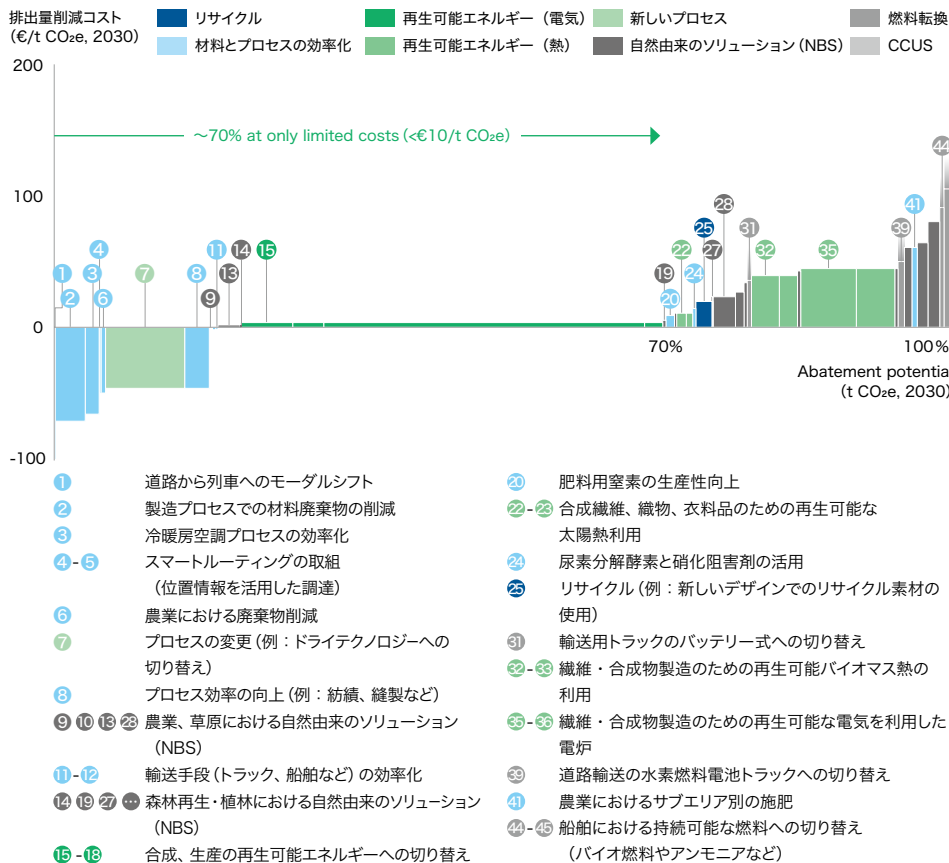 排出量削減コスト
(€/t CO₂e, 2030)
リサイクル
再生可能エネルギー（電気）
新しいプロセス
燃料転換
材料とプロセスの効率化
再生可能エネルギー（熱）
自然由来のソリューション（NBS）
CCUS
200
～70% at only limited costs (<€10/t CO₂e)
100
0
-100
44
28
41
4
11
14
15
22
25
27
31
32
35
39
1
3
7
8
13
19
24
2
6
9
20
70%
100%
Abatement potentia
(t CO₂e, 2030)
1 道路から列車へのモーダルシフト
2 製造プロセスでの材料廃棄物の削減
3 冷暖房空調プロセスの効率化
4-5 スマートルーティングの取組
（位置情報を活用した調達）
6 農業における廃棄物削減
7 プロセスの変更（例：ドライテクノロジーへの
切り替え）
8 プロセス効率の向上（例：紡績、縫製など）
9 10 13 28 農業、草原における自然由来のソリューション
（NBS）
11-12 輸送手段（トラック、船舶など）の効率化
14 19 27 … 森林再生・植林における自然由来のソリューション
（NBS）
15-18 合成、生産の再生可能エネルギーへの切り替え
20 肥料用窒素の生産性向上
22-23 合成繊維、織物、衣料品のための再生可能な
太陽熱利用
24 尿素分解酵素と硝化阻害剤の活用
25 リサイクル（例：新しいデザインでのリサイクル素材の
使用）
31 輸送用トラックのバッテリー式への切り替え
32-33 繊維・合成物製造のための再生可能バイオマス熱の
利用
35-36 繊維・合成物製造のための再生可能な電気を利用した
電炉
39 道路輸送の水素燃料電池トラックへの切り替え
41 農業におけるサブエリア別の施肥
44-45 船舶における持続可能な燃料への切り替え
（バイオ燃料やアンモニアなど）